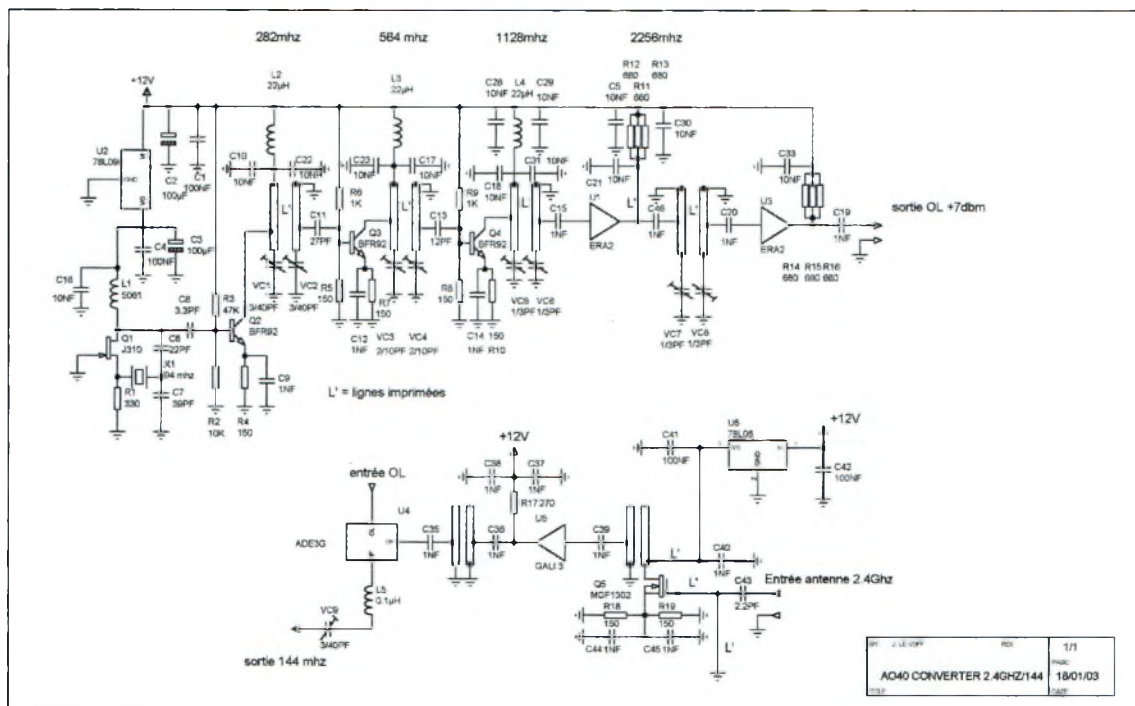 282mhz
564 mhz
1128mhz
2256mhz
R12 R13
680 680
R11
680
L2
22µH
L3
22µH
C28
10NF
L4
22µH
C29
10NF
C5
10NF
C30
10NF
+12V
U2
78L09
GND
C2
100µF
C1
100NF
C10
10NF
C22
10NF
C23
10NF
C17
10NF
C18
10NF
C31
10NF
C21
10NF
C33
10NF
C4
100NF
C3
100µF
R6
1K
R9
1K
L'
L'
L'
L'
L'
C11
27PF
C13
12PF
C15
1NF
U1
ERA2
C46
1NF
C20
1NF
U3
ERA2
C19
1NF
sortie OL +7dbm
R14 R15 R16
680 680 680
C16
10NF
L1
5061
C8
3.3PF
R3
47K
Q2
BFR92
Q3
BFR92
Q4
BFR92
VC1
3/40PF
VC2
3/40PF
R5
150
R7
150
C12
1NF
VC3
2/10PF
VC4
2/10PF
R8
150
C14
1NF
150
R10
VC5
1/3PF
VC6
1/3PF
VC7
1/3PF
VC8
1/3PF
Q1
J310
C6
22PF
X1
94 mhz
C7
39PF
R1
330
R2
10K
R4
150
C9
1NF
L' = lignes imprimées
entrée OL
U4
ADE3G
OL
IF
C35
1NF
+12V
C38
1NF
C37
1NF
R17 270
C36
1NF
U5
GALI 3
C39
1NF
C41
100NF
U6
78L05
GND
+12V
C42
100NF
L'
C40
1NF
L'
C43
2.2PF
Entrée antenne 2.4Ghz
Q5
MGF1302
R18
150
R19
150
C44 1NF
C45 1NF
L'
L5
0.1µH
VC9
3/40PF
sortie 144 mhz
1/1
PAGE:
AO40 CONVERTER 2.4GHZ/144
18/01/03
TITLE
DATE